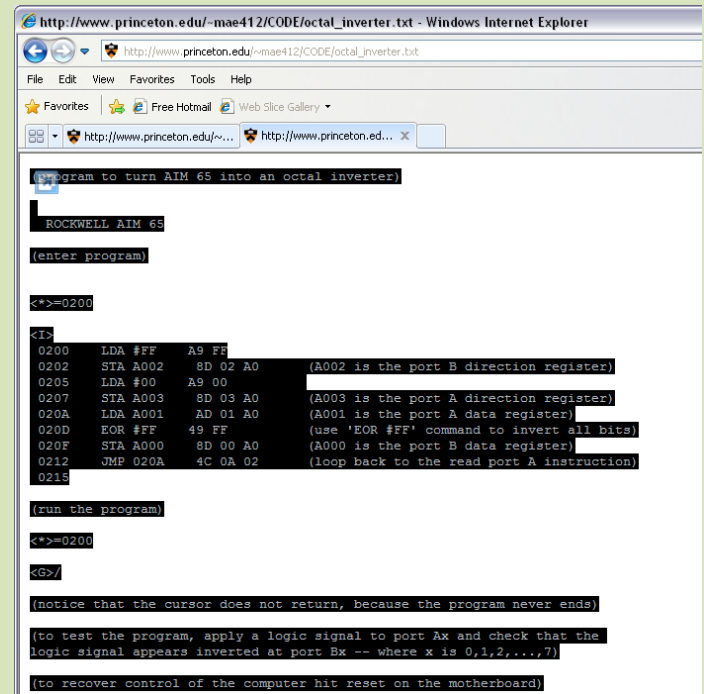 http://www.princeton.edu/~mae412/CODE/octal_inverter.txt - Windows Internet Explorer
http://www.princeton.edu/~mae412/CODE/octal_inverter.txt
File Edit View Favorites Tools Help
Favorites Free Hotmail Web Slice Gallery
http://www.princeton.edu/~... http://www.princeton.ed... X
to turn AIM 65 into an octal inverter)
ROCKWELL AIM 65
(enter program)
<*>=0200
<I>
0200 LDA #FF A9 FF
0202 STA A002 8D 02 A0 (A002 is the port B direction register)
0205 LDA #00 A9 00
0207 STA A003 8D 03 A0 (A003 is the port A direction register)
020A LDA A001 AD 01 A0 (A001 is the port A data register)
020D EOR #FF 49 FF (use 'EOR #FF' command to invert all bits)
020F STA A000 8D 00 A0 (A000 is the port B data register)
0212 JMP 020A 4C 0A 02 (loop back to the read port A instruction)
0215
(run the program)
<*>=0200
<G>/
(notice that the cursor does not return, because the program never ends)
(to test the program, apply a logic signal to port Ax and check that the
logic signal appears inverted at port Bx -- where x is 0,1,2,...,7)
(to recover control of the computer hit reset on the motherboard)